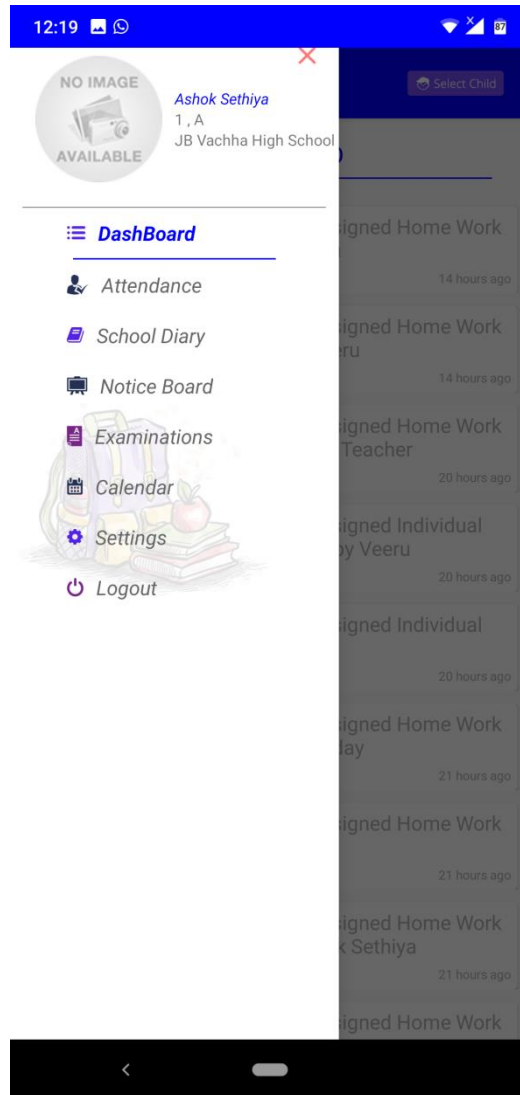 12:19
87
NO IMAGE
AVAILABLE
Ashok Sethiya
1 , A
JB Vachha High School
Select Child
DashBoard
Attendance
School Diary
Notice Board
Examinations
Calendar
Settings
Logout
signed Home Work
14 hours ago
signed Home Work
eru
14 hours ago
signed Home Work
Teacher
20 hours ago
signed Individual
by Veeru
20 hours ago
signed Individual
20 hours ago
signed Home Work
day
21 hours ago
signed Home Work
21 hours ago
signed Home Work
k Sethiya
21 hours ago
signed Home Work